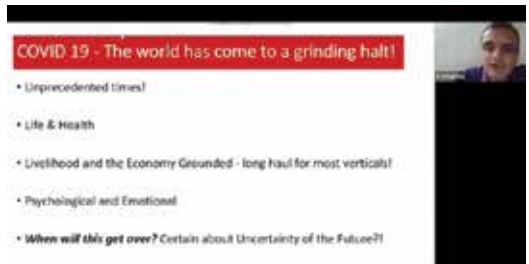 COVID 19 - The world has come to a grinding halt!
• Unprecedented times!
• Life & Health
• Livelihood and the Economy Grounded - long haul for most verticals!
• Psychological and Emotional
• When will this get over? Certain about Uncertainty of the Future?!